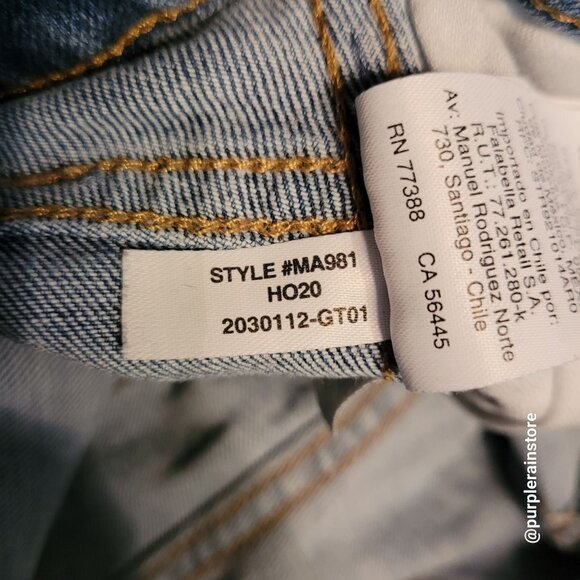 STYLE #MA981
HO20
2030112-GT01
Importado en Chile por:
Falabella Retail S.A.
R.U.T.: 77.261.280-k
Av. Manuel Rodriguez Norte
730, Santiago - Chile
RN 77388 CA 56445
@purplerainstore